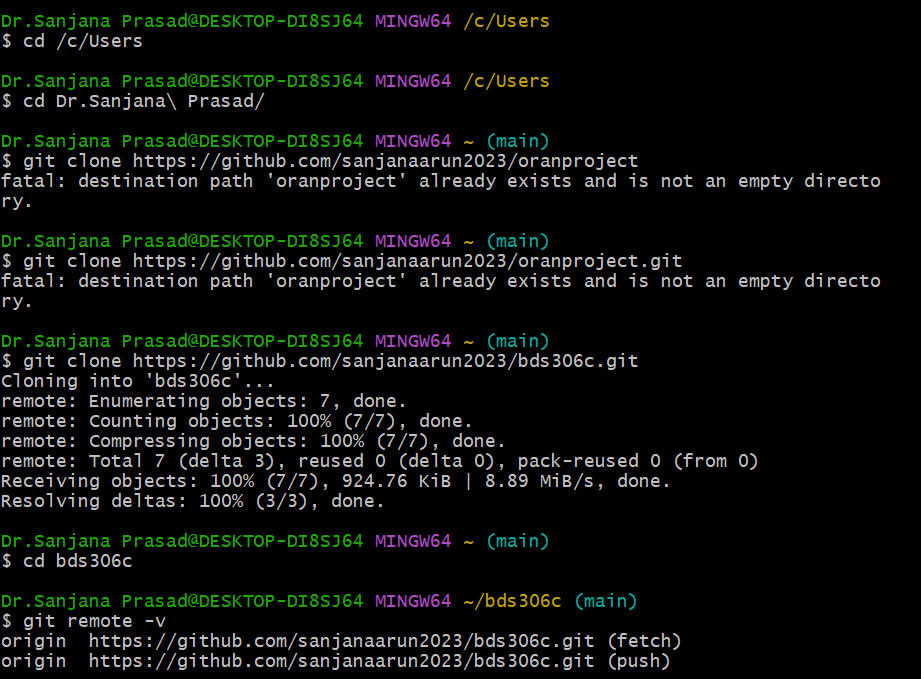 Dr.Sanjana Prasad@DESKTOP-DI8SJ64 MINGW64 /c/Users
$ cd /c/Users
Dr.Sanjana Prasad@DESKTOP-DI8SJ64 MINGW64 /c/Users
$ cd Dr.Sanjana\ Prasad/
Dr.Sanjana Prasad@DESKTOP-DI8SJ64 MINGW64 ~ (main)
$ git clone https://github.com/sanjanaarun2023/oranproject
fatal: destination path 'oranproject' already exists and is not an empty directo
ry.
Dr.Sanjana Prasad@DESKTOP-DI8SJ64 MINGW64 ~ (main)
$ git clone https://github.com/sanjanaarun2023/oranproject.git
fatal: destination path 'oranproject' already exists and is not an empty directo
ry.
Dr.Sanjana Prasad@DESKTOP-DI8SJ64 MINGW64 ~ (main)
$ git clone https://github.com/sanjanaarun2023/bds306c.git
Cloning into 'bds306c'...
remote: Enumerating objects: 7, done.
remote: Counting objects: 100% (7/7), done.
remote: Compressing objects: 100% (7/7), done.
remote: Total 7 (delta 3), reused 0 (delta 0), pack-reused 0 (from 0)
Receiving objects: 100% (7/7), 924.76 KiB | 8.89 MiB/s, done.
Resolving deltas: 100% (3/3), done.
Dr.Sanjana Prasad@DESKTOP-DI8SJ64 MINGW64 ~ (main)
$ cd bds306c
Dr.Sanjana Prasad@DESKTOP-DI8SJ64 MINGW64 ~/bds306c (main)
$ git remote -v
origin  https://github.com/sanjanaarun2023/bds306c.git (fetch)
origin  https://github.com/sanjanaarun2023/bds306c.git (push)